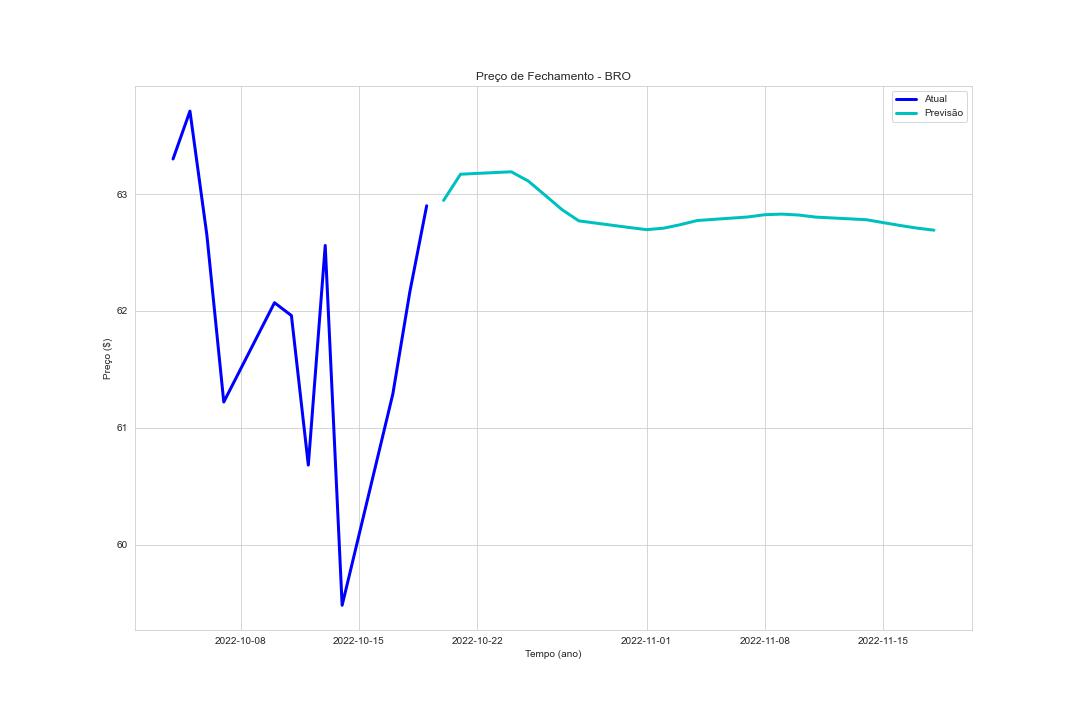 Preço de Fechamento - BRO
Atual
Previsão
63
62
61
60
Preço ($)
2022-10-08
2022-10-15
2022-10-22
2022-11-01
2022-11-08
2022-11-15
Tempo (ano)